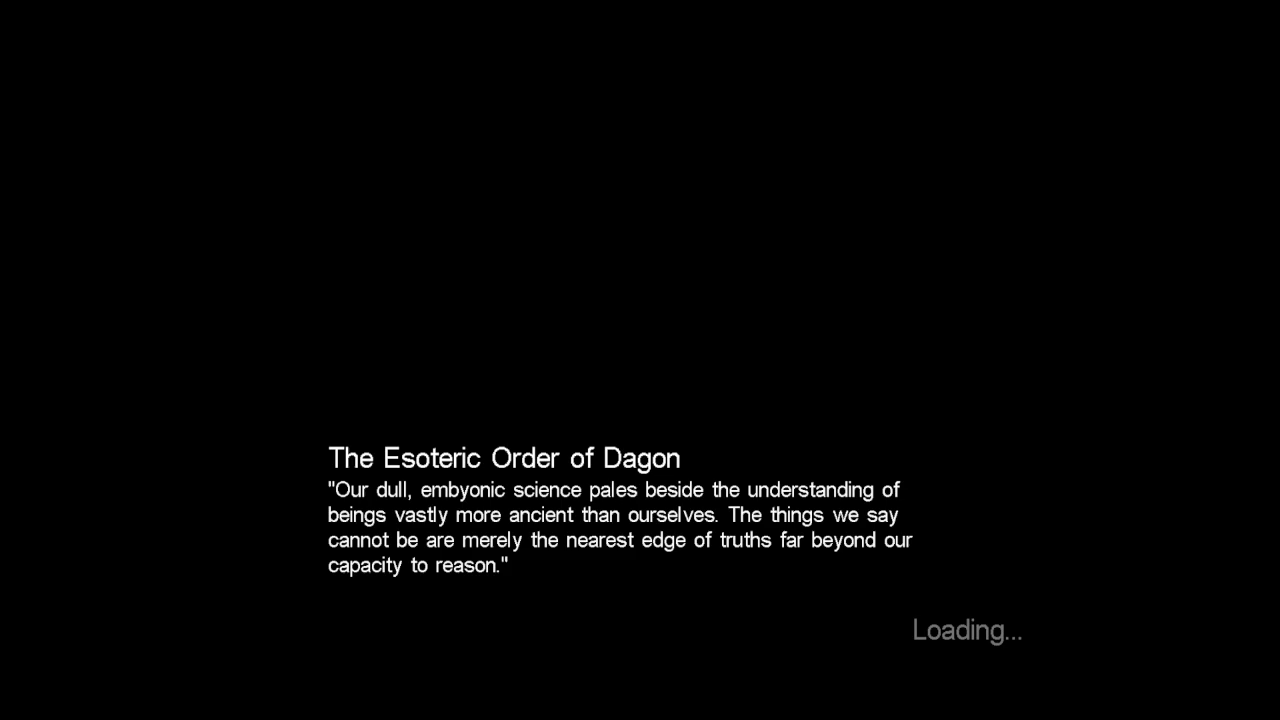 The Esoteric Order of Dagon
"Our dull, embyonic science pales beside the understanding of
beings vastly more ancient than ourselves. The things we say
cannot be are merely the nearest edge of truths far beyond our
capacity to reason."
Loading...